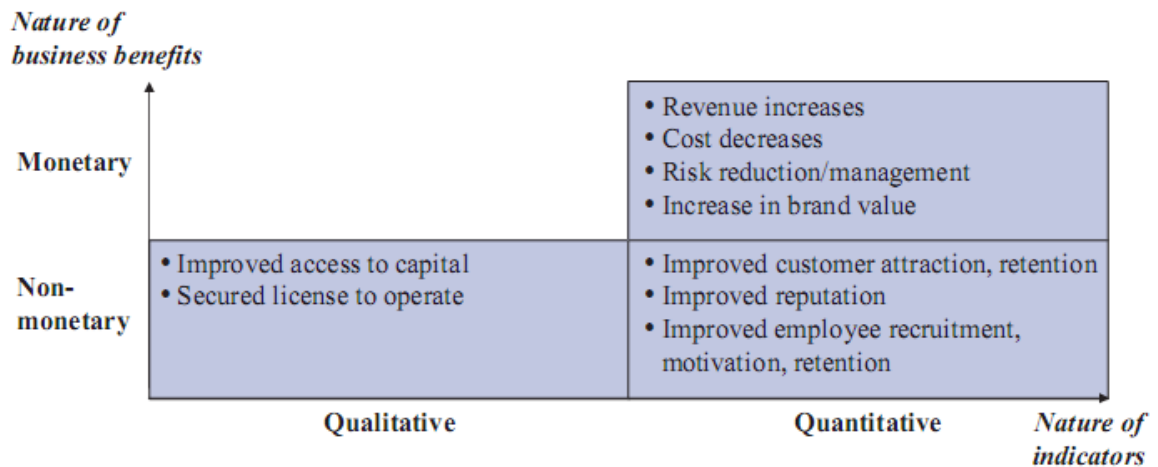 Nature of
business benefits
Monetary
• Revenue increases
• Cost decreases
• Risk reduction/management
• Increase in brand value
Non-
monetary
• Improved access to capital
• Secured license to operate
• Improved customer attraction, retention
• Improved reputation
• Improved employee recruitment,
motivation, retention
Qualitative
Quantitative
Nature of
indicators